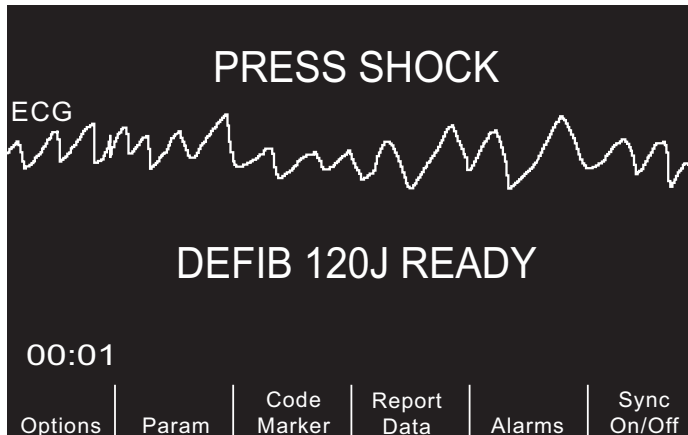 PRESS SHOCK
ECG
DEFIB 120J READY
00:01
Options Param Code Marker Report Data Alarms Sync On/Off